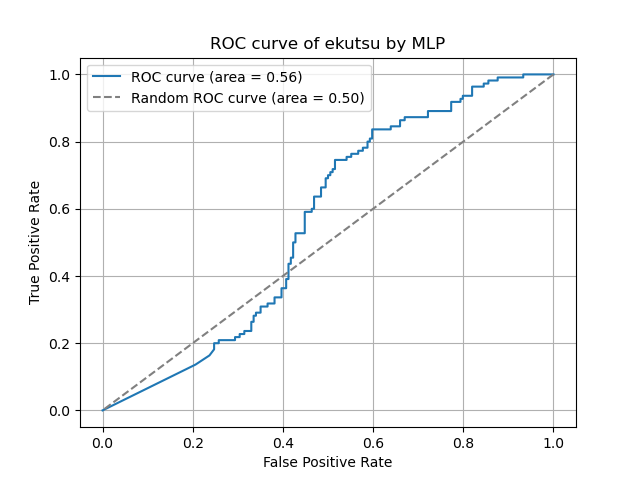 ROC curve of ekutsu by MLP
ROC curve (area = 0.56)
Random ROC curve (area = 0.50)
True Positive Rate
1.0
0.8
0.6
0.4
0.2
0.0
0.0 0.2 0.4 0.6 0.8 1.0
False Positive Rate